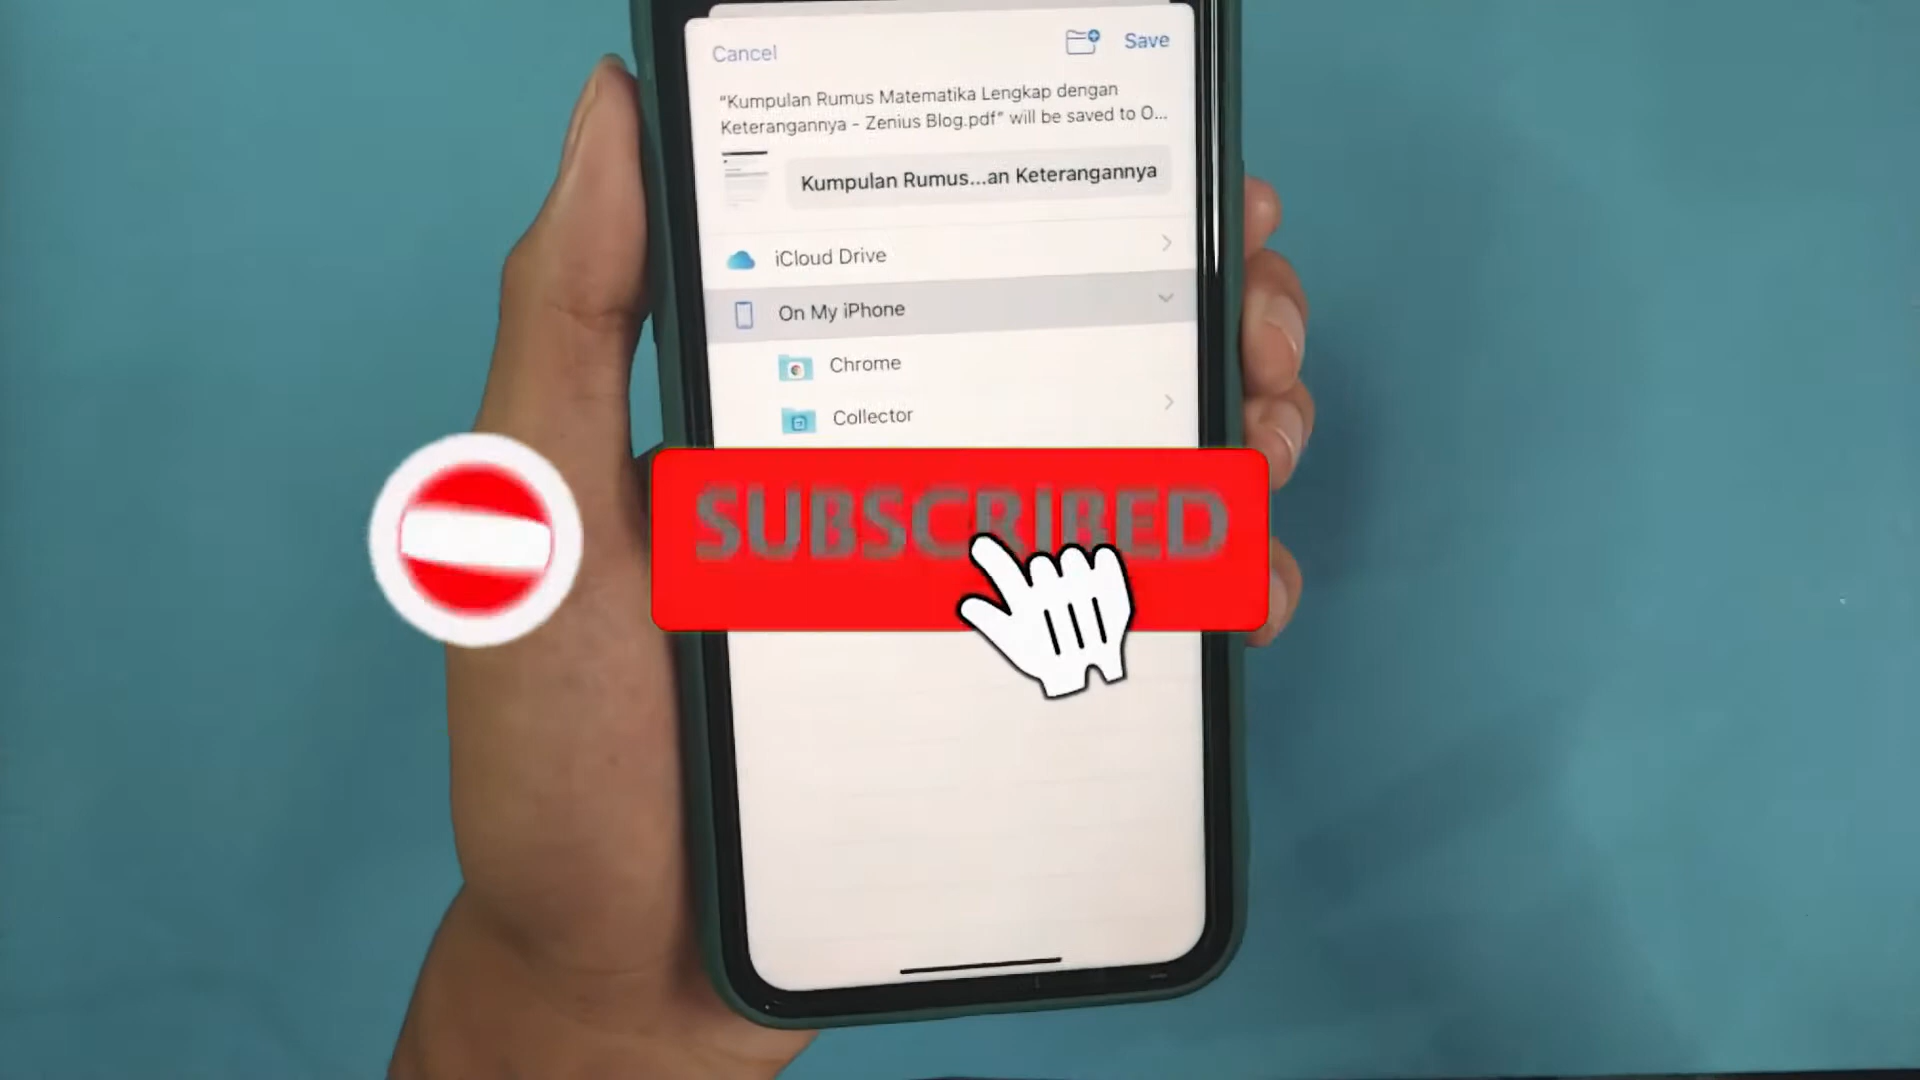 Cancel
Save
“Kumpulan Rumus Matematika Lengkap dengan
Keterangannya - Zenius Blog.pdf” will be saved to O...
Kumpulan Rumus...an Keterangannya
iCloud Drive
On My iPhone
Chrome
Collector
SUBSCRIBED